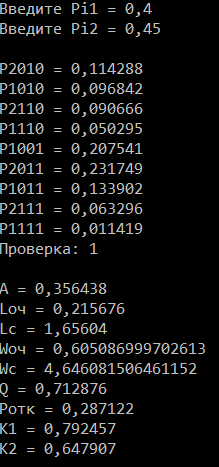 Введите Pi1 = 0,4
Введите Pi2 = 0,45

P2010 = 0,114288
P1010 = 0,096842
P2110 = 0,090666
P1110 = 0,050295
P1001 = 0,207541
P2011 = 0,231749
P1011 = 0,133902
P2111 = 0,063296
P1111 = 0,011419
Проверка: 1

A = 0,356438
Lоч = 0,215676
Lс = 1,65604
Wоч = 0,605086999702613
Wс = 4,646081506461152
Q = 0,712876
Pотк = 0,287122
K1 = 0,792457
K2 = 0,647907